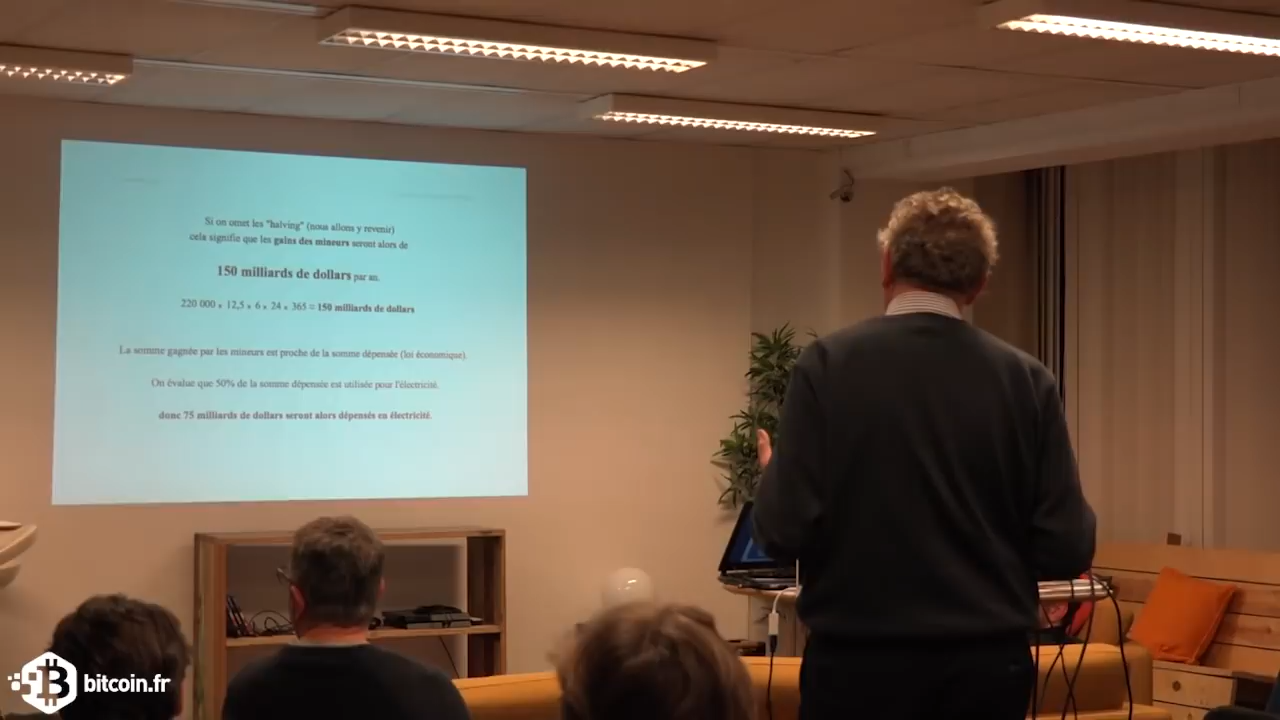 Si on omet les "halving" (nous allons y revenir)
cela signifie que les gains des mineurs seront alors de
150 milliards de dollars par an.
220 000 x 12,5 x 6 x 24 x 365 = 150 milliards de dollars
La somme gagnée par les mineurs est proche de la somme dépensée (loi économique).
On évalue que 50% de la somme dépensée est utilisée pour l'électricité.
donc 75 milliards de dollars seront alors dépensés en électricité.
bitcoin.fr